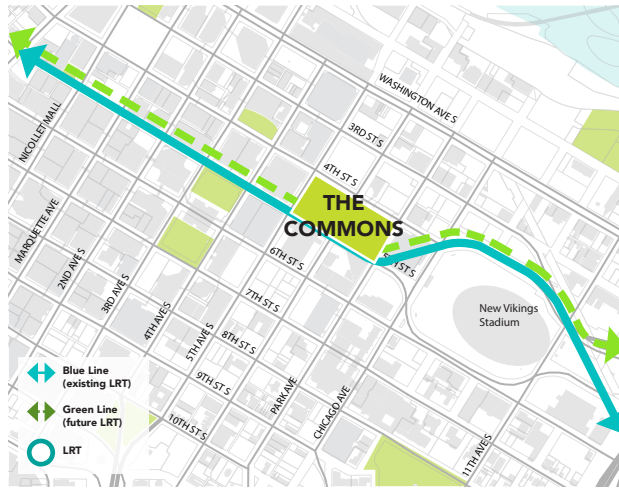 WASHINGTON AVE S
NICOLLET MALL
3RD ST S
4TH ST S
THE
COMMONS
MARQUETTE AVE
2ND AVE S
3RD AVE S
4TH AVE S
5TH AVE S
6TH ST S
7TH ST S
8TH ST S
9TH ST S
10TH ST S
PARK AVE
CHICAGO AVE
11TH AVE S
New Vikings
Stadium
Blue Line
(existing LRT)
Green Line
(future LRT)
LRT